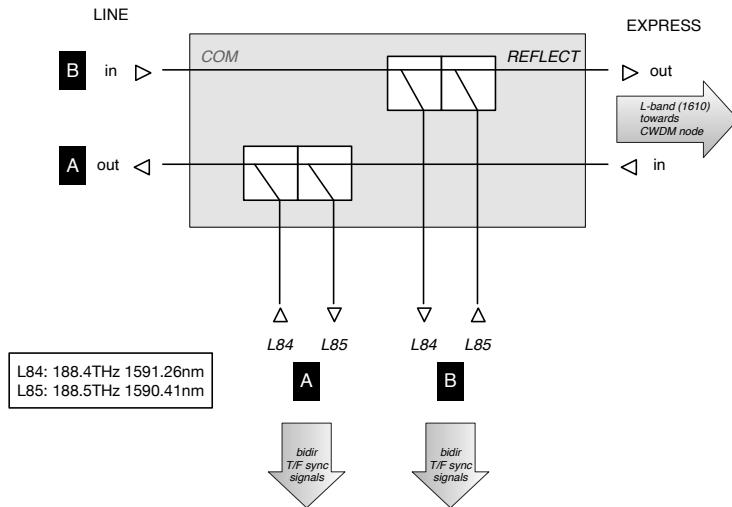 LINE
EXPRESS
COM
REFLECT
B in
out
L-band (1610)
towards
CWDM node
A out
in
L84 L85 L84 L85
L84: 188.4THz 1591.26nm
L85: 188.5THz 1590.41nm
A B
bidir
T/F sync
signals
bidir
T/F sync
signals